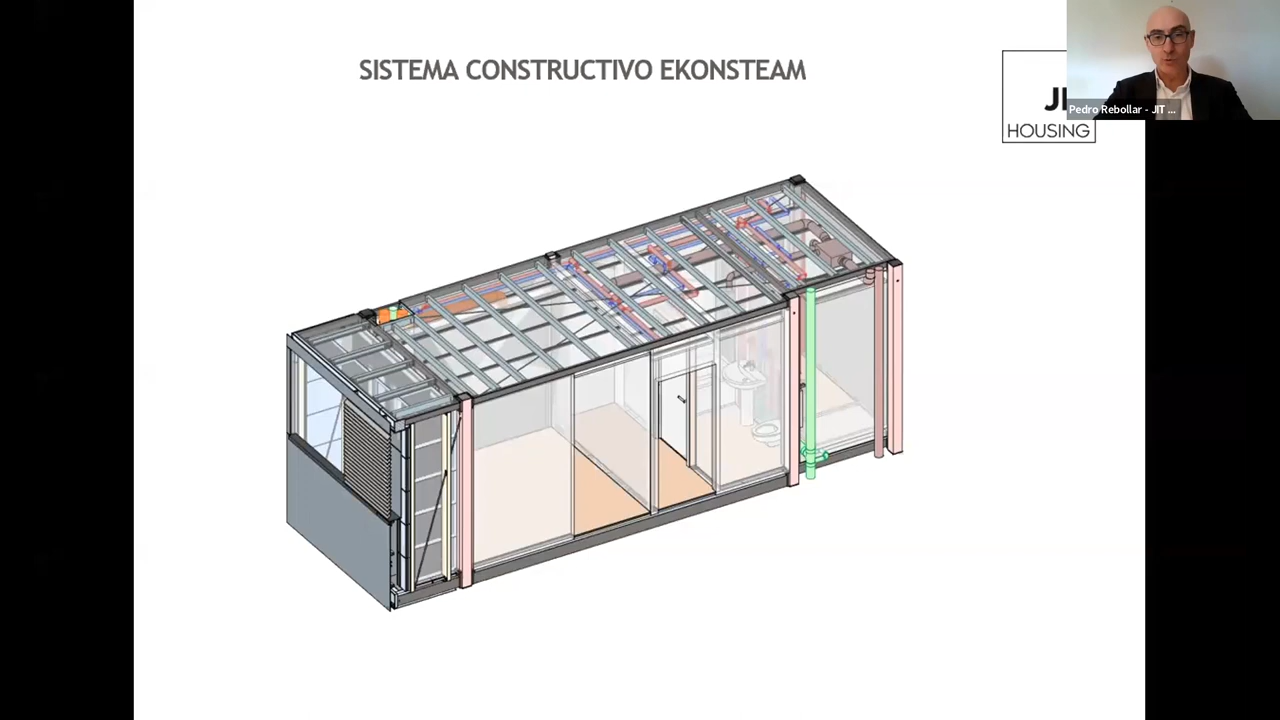 SISTEMA CONSTRUCTIVO EKONSTEAM
HOUSING
Pedro Rebollar - JIT ...